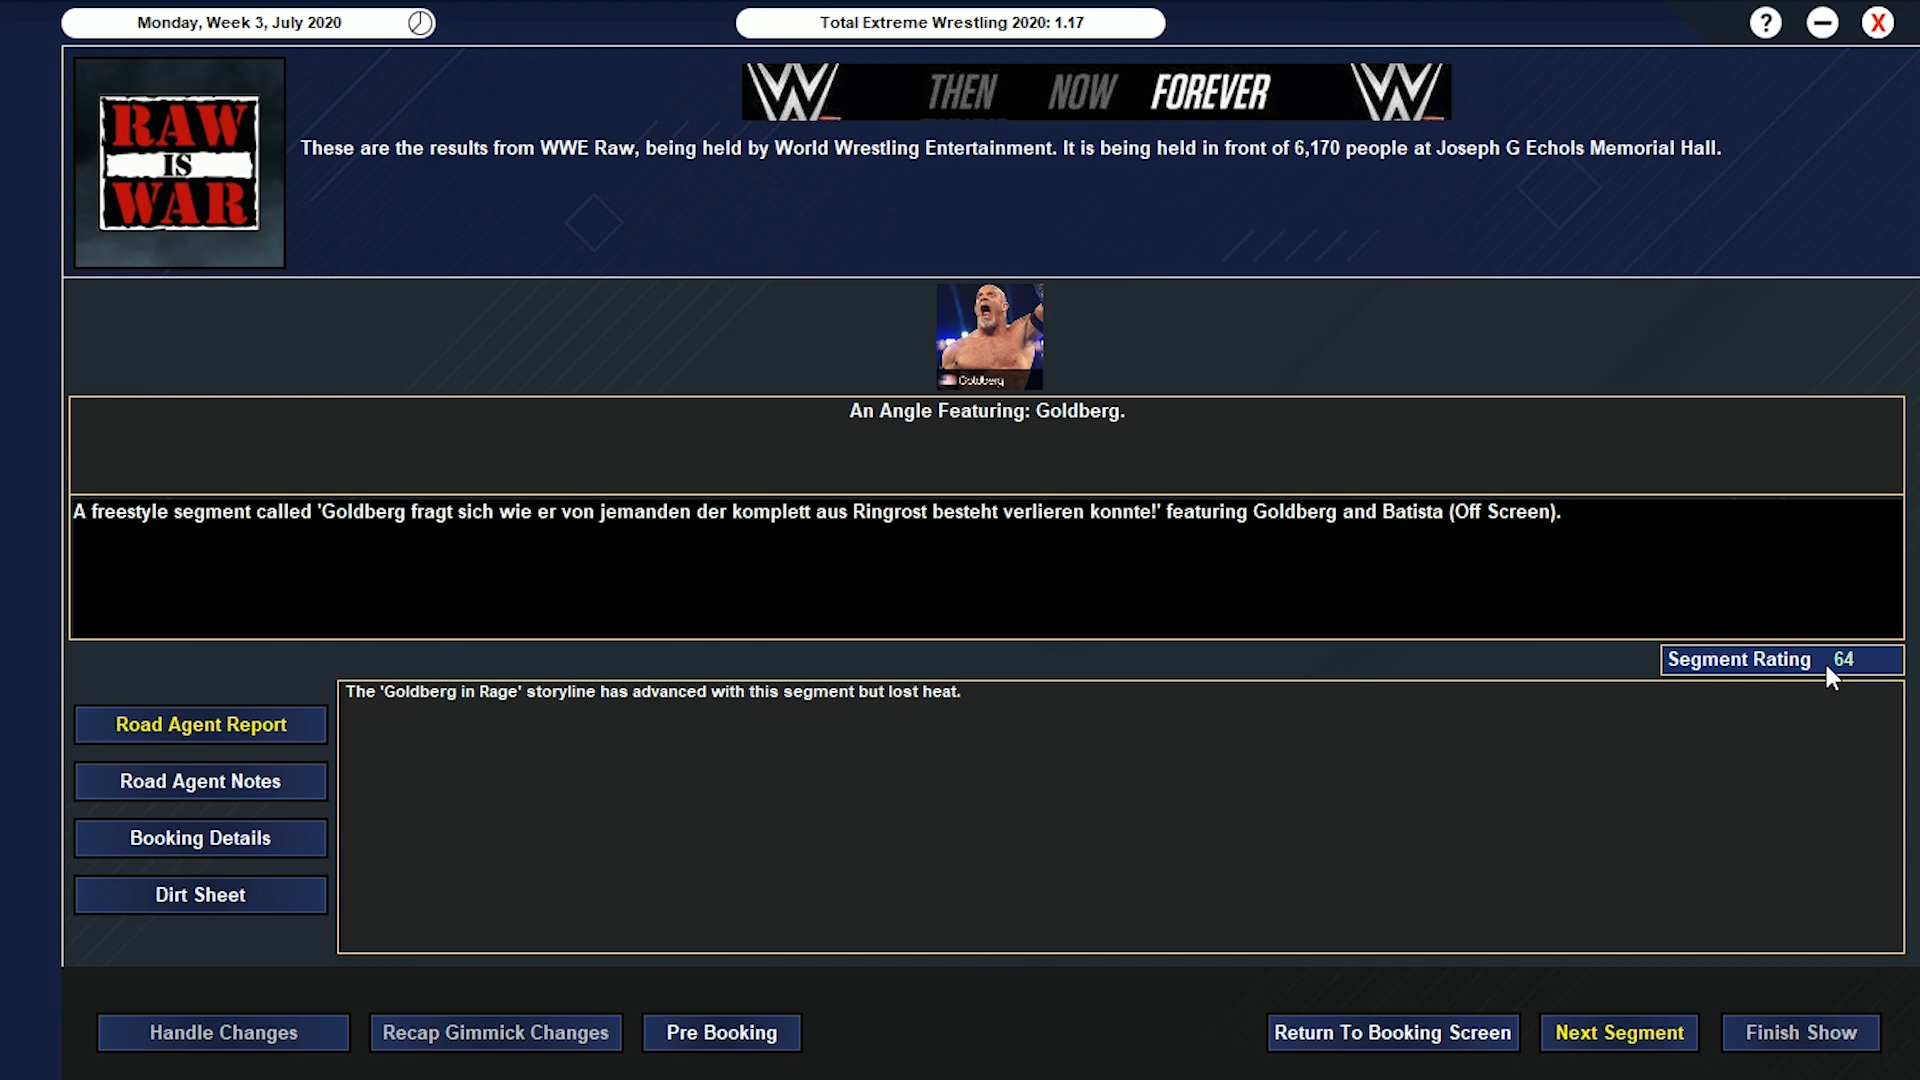 Monday, Week 3, July 2020
Total Extreme Wrestling 2020: 1.17
?
X
RAW
IS
WAR
THEN NOW FOREVER
These are the results from WWE Raw, being held by World Wrestling Entertainment. It is being held in front of 6,170 people at Joseph G Echols Memorial Hall.
Goldberg
An Angle Featuring: Goldberg.
A freestyle segment called 'Goldberg fragt sich wie er von jemanden der komplett aus Ringrost besteht verlieren konnte!' featuring Goldberg and Batista (Off Screen).
Segment Rating 64
The 'Goldberg in Rage' storyline has advanced with this segment but lost heat.
Road Agent Report
Road Agent Notes
Booking Details
Dirt Sheet
Handle Changes
Recap Gimmick Changes
Pre Booking
Return To Booking Screen
Next Segment
Finish Show